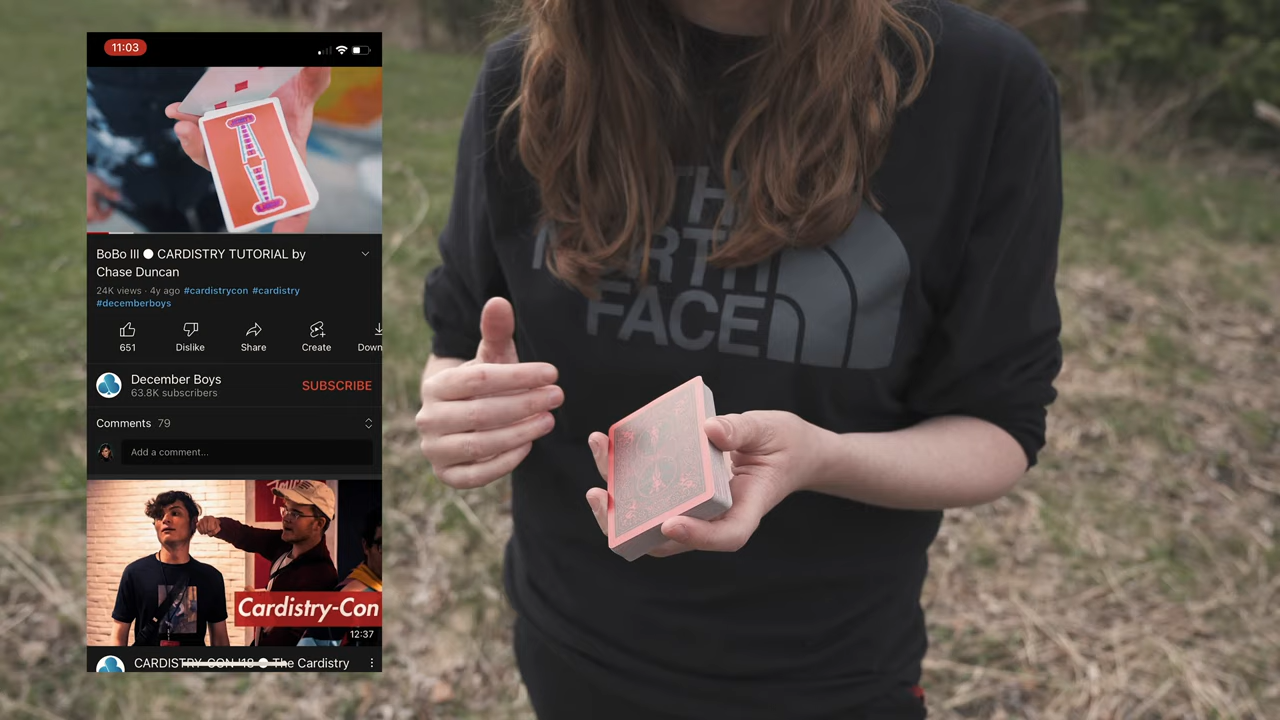 11:03
BoBo III ● CARDISTRY TUTORIAL by
Chase Duncan
24K views · 4y ago #cardistrycon #cardistry
#decemberboys
651
Dislike
Share
Create
Down
December Boys
63.8K subscribers
SUBSCRIBE
Comments 79
Add a comment...
Cardistry-Con
12:37
CARDISTRY-CON '18 ● The Cardistry
TH
NORTH
FACE